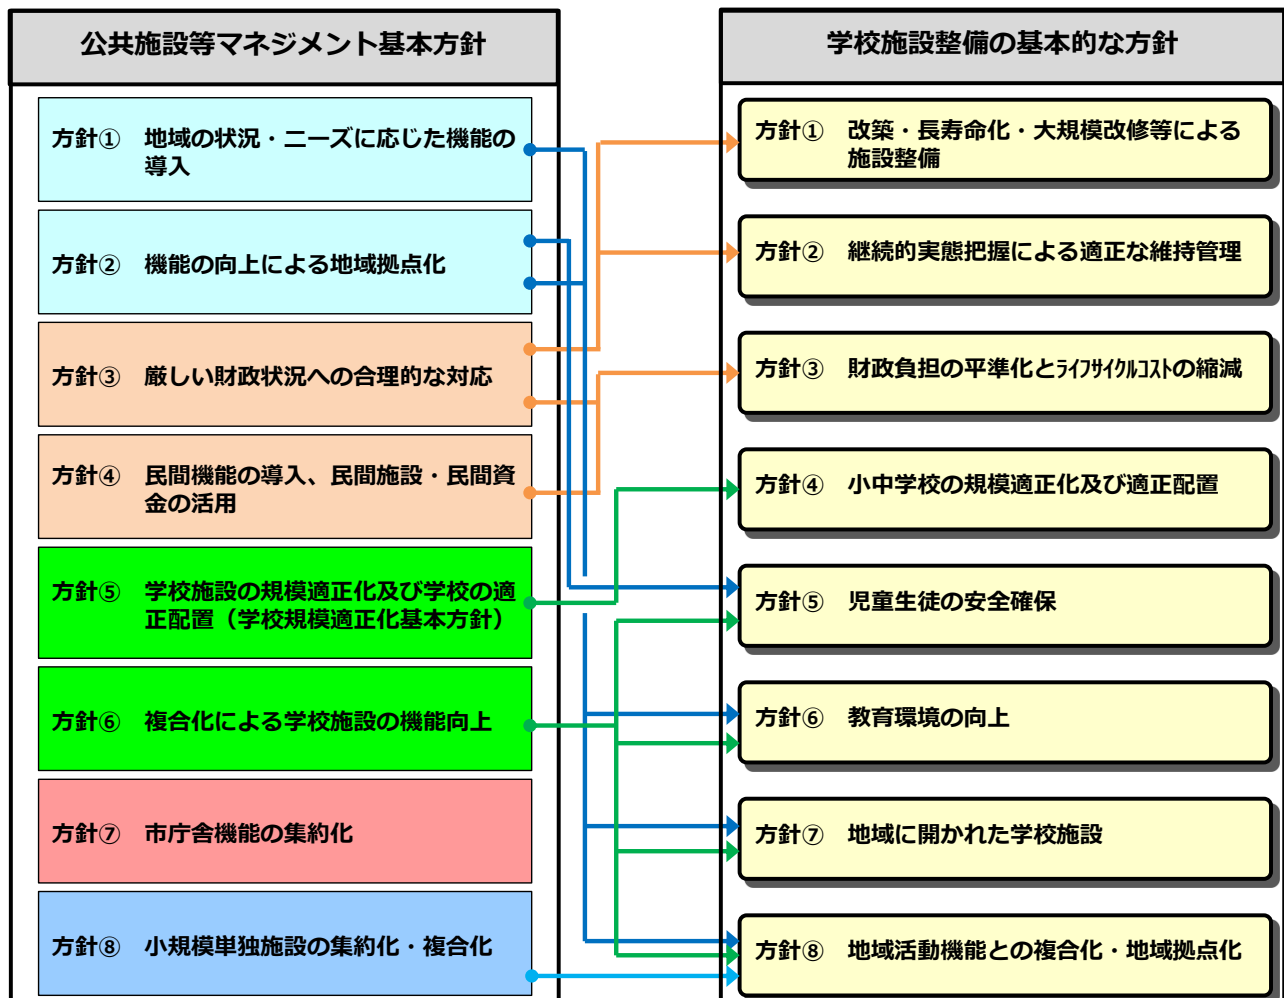 公共施設等マネジメント基本方針
方針① 地域の状況・ニーズに応じた機能の
導入
方針② 機能の向上による地域拠点化
方針③ 厳しい財政状況への合理的な対応
方針④ 民間機能の導入、民間施設・民間資
金の活用
方針⑤ 学校施設の規模適正化及び学校の適
正配置（学校規模適正化基本方針）
方針⑥ 複合化による学校施設の機能向上
方針⑦ 市庁舎機能の集約化
方針⑧ 小規模単独施設の集約化・複合化
学校施設整備の基本的な方針
方針① 改築・長寿命化・大規模改修等による
施設整備
方針② 継続的実態把握による適正な維持管理
方針③ 財政負担の平準化とﾗｲﾌｻｲｸﾙｺｽﾄの縮減
方針④ 小中学校の規模適正化及び適正配置
方針⑤ 児童生徒の安全確保
方針⑥ 教育環境の向上
方針⑦ 地域に開かれた学校施設
方針⑧ 地域活動機能との複合化・地域拠点化